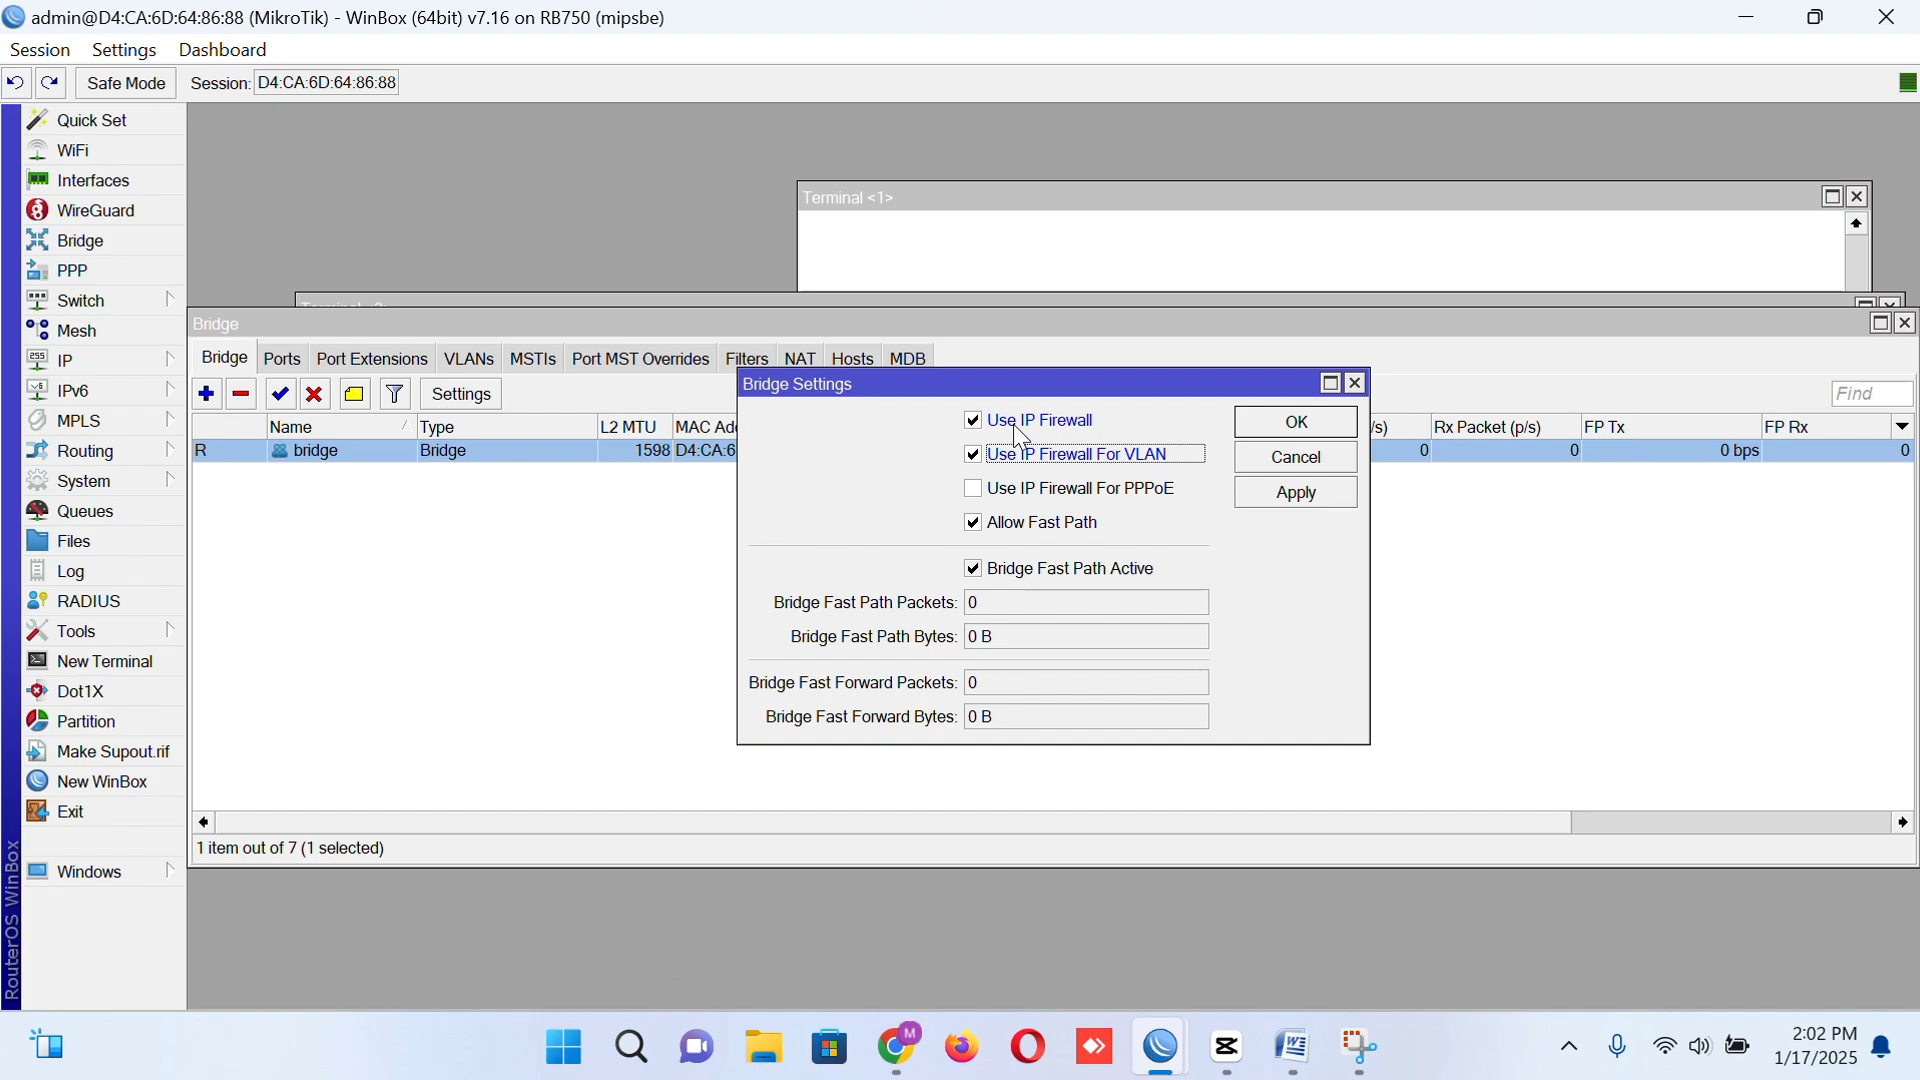 admin@D4:CA:6D:64:86:88 (MikroTik) - WinBox (64bit) v7.16 on RB750 (mipsbe)
Session Settings Dashboard
Safe Mode Session: D4:CA:6D:64:86:88
Quick Set
WiFi
Interfaces
WireGuard
Bridge
PPP
Switch
Mesh
IP
IPv6
MPLS
Routing
System
Queues
Files
Log
RADIUS
Tools
New Terminal
Dot1X
Partition
Make Supout.rif
New WinBox
Exit
Windows
RouterOS WinBox
Terminal <1>
Bridge
Bridge Ports Port Extensions VLANs MSTIs Port MST Overrides Filters NAT Hosts MDB
Settings
Find
Name Type L2 MTU MAC Ad /s) Rx Packet (p/s) FP Tx FP Rx
R bridge Bridge 1598 D4:CA:6 0 0 0 bps 0
1 item out of 7 (1 selected)
Bridge Settings
Use IP Firewall
Use IP Firewall For VLAN
Use IP Firewall For PPPoE
Allow Fast Path
OK
Cancel
Apply
Bridge Fast Path Active
Bridge Fast Path Packets: 0
Bridge Fast Path Bytes: 0 B
Bridge Fast Forward Packets: 0
Bridge Fast Forward Bytes: 0 B
M
2:02 PM
1/17/2025